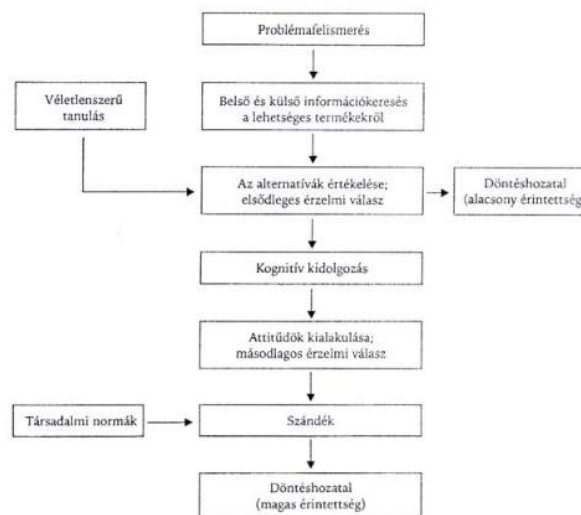 Problémafelismerés
Véletlenszerű
tanulás
Belső és külső információkeresés
a lehetséges termékekről
Az alternatívák értékelése;
elsődleges érzelmi válasz
Döntéshozatal
(alacsony érintettség)
Kognitív kidolgozás
Attitűdök kialakulása;
másodlagos érzelmi válasz
Társadalmi normák
Szándék
Döntéshozatal
(magas érintettség)